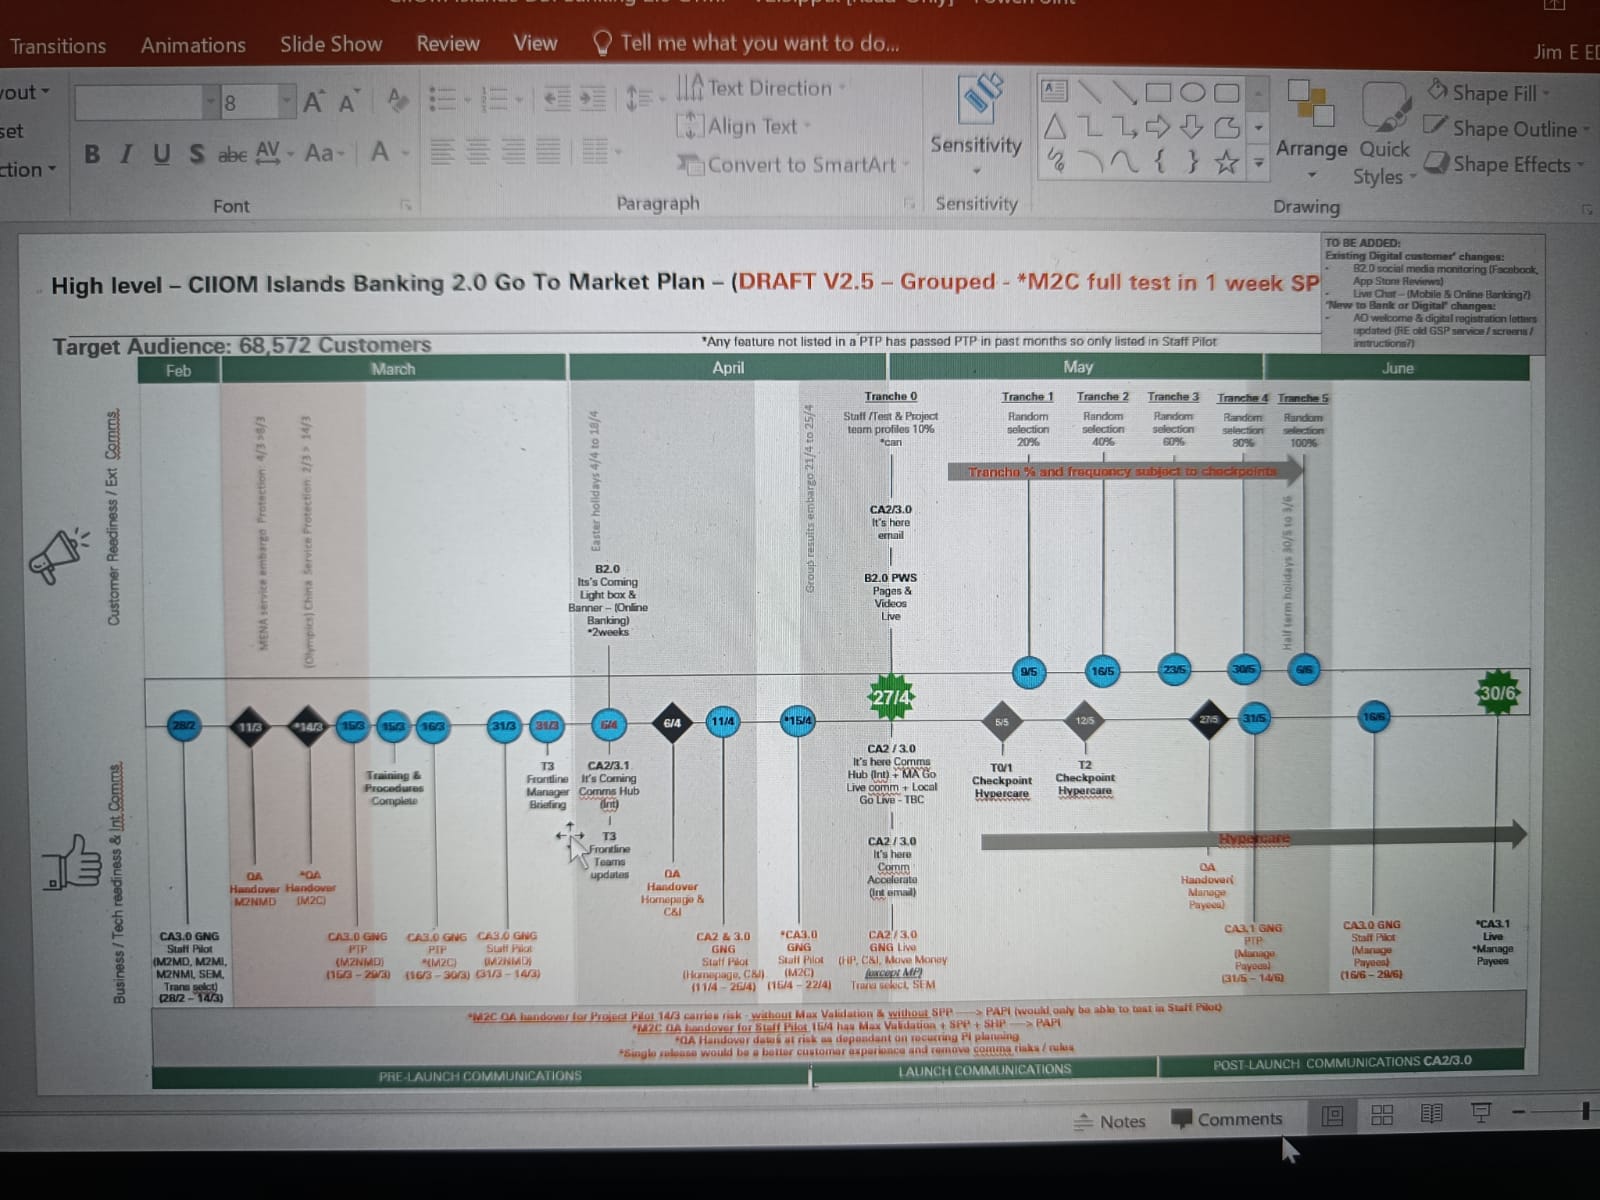 Transitions Animations Slide Show Review View Tell me what you want to do...
Jim E
8
B I U S abc AV Aa A
Text Direction
Align Text
Convert to SmartArt
Sensitivity
Arrange
Quick
Styles
Shape Fill
Shape Outline
Shape Effects
Font
Paragraph
Sensitivity
Drawing
High level – CIIOM Islands Banking 2.0 Go To Market Plan – (DRAFT V2.5 – Grouped - *M2C full test in 1 week SP
TO BE ADDED:
Existing Digital customer' changes:
- B2.0 social media monitoring (Facebook,
App Store Reviews)
- Live Chat – (Mobile & Online Banking?)
'New to Bank or Digital' changes:
- AO welcome & digital registration letters
updated (RE old GSP service / screens /
instructions?)
Target Audience: 68,572 Customers
*Any feature not listed in a PTP has passed PTP in past months so only listed in Staff Pilot
Feb
March
April
May
June
Customer Readiness / Ext Comms
MENA service embargo Protection: 4/3 >8/3
(Olympics) China Service Protection: 2/3 > 14/3
Easter holidays 4/4 to 18/4
Group results embargo 21/4 to 25/4
Half term holidays 30/5 to 3/6
B2.0
Its's Coming
Light box &
Banner – (Online
Banking)
*2weeks
Tranche 0
Staff /Test & Project
team profiles 10%
*can
CA2/3.0
It's here
email
B2.0 PWS
Pages &
Videos
Live
Tranche 1
Random
selection
20%
Tranche 2
Random
selection
40%
Tranche 3
Random
selection
60%
Tranche 4
Random
selection
80%
Tranche 5
Random
selection
100%
Tranche % and frequency subject to checkpoints
9/5
16/5
23/5
30/5
6/6
28/2
11/3
*14/3
15/3
15/3
16/3
31/3
31/3
5/4
6/4
11/4
*15/4
27/4
5/5
12/5
27/5
31/5
16/6
30/6
Business / Tech readiness & Int Comms
Training &
Procedures
Complete
T3
Frontline
Manager
Briefing
CA2/3.1
It's Coming
Comms Hub
(Int)
T3
Frontline
Teams
updates
CA2 / 3.0
It's here Comms
Hub (Int) + MA Go
Live comm + Local
Go Live - TBC
CA2 / 3.0
It's here
Comm
Accelerate
(Int email)
T0/1
Checkpoint
Hypercare
T2
Checkpoint
Hypercare
Hypercare
QA
Handover
M2NMD
*QA
Handover
(M2C)
QA
Handover
Homepage &
C&I
QA
Handover(
Manage
Payees)
CA3.0 GNG
Staff Pilot
(M2MD, M2MI,
M2NMI, SEM,
Trans selct)
(28/2 – 14/3)
CA3.0 GNG
PTP
(M2NMD)
(15/3 – 29/3)
CA3.0 GNG
PTP
*(M2C)
(16/3 – 30/3)
CA3.0 GNG
Staff Pilot
(M2NMD)
(31/3 – 14/3)
CA2 & 3.0
GNG
Staff Pilot
(Homepage, C&I)
(11/4 – 25/4)
*CA3.0
GNG
Staff Pilot
(M2C)
(15/4 – 22/4)
CA2/ 3.0
GNG Live
(HP, C&I, Move Money
(except MP)
Trans select, SEM
CA3.1 GNG
PTP
(Manage
Payees)
(31/5 – 14/6)
CA3.0 GNG
Staff Pilot
(Manage
Payees)
(16/6 – 29/6)
*CA3.1
Live
*Manage
Payees
*M2C QA handover for Project Pilot 14/3 carries risk - without Max Validation & without SPP ----> PAPI (would only be able to test in Staff Pilot)
*M2C QA handover for Staff Pilot 15/4 has Max Validation + SPP + SHP ---> PAPI
*QA Handover dates at risk as dependant on recurring PI planning
*Single release would be a better customer experience and remove comms risks / rules
PRE-LAUNCH COMMUNICATIONS
LAUNCH COMMUNICATIONS
POST-LAUNCH COMMUNICATIONS CA2/3.0
Notes
Comments